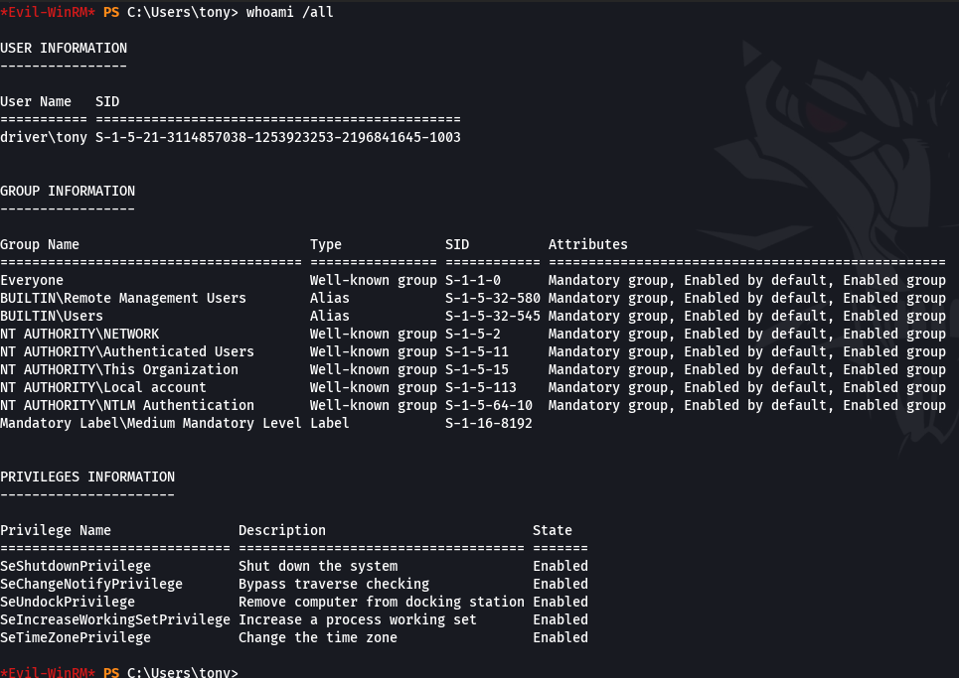 *Evil-WinRM* PS C:\Users\tony> whoami /all
USER INFORMATION
----------------
User Name   SID
=========== ==============================================
driver\tony S-1-5-21-3114857038-1253923253-2196841645-1003
GROUP INFORMATION
-----------------
Group Name                             Type             SID          Attributes
====================================== ================ ============ ==================================================
Everyone                               Well-known group S-1-1-0      Mandatory group, Enabled by default, Enabled group
BUILTIN\Remote Management Users        Alias            S-1-5-32-580 Mandatory group, Enabled by default, Enabled group
BUILTIN\Users                          Alias            S-1-5-32-545 Mandatory group, Enabled by default, Enabled group
NT AUTHORITY\NETWORK                   Well-known group S-1-5-2      Mandatory group, Enabled by default, Enabled group
NT AUTHORITY\Authenticated Users       Well-known group S-1-5-11     Mandatory group, Enabled by default, Enabled group
NT AUTHORITY\This Organization         Well-known group S-1-5-15     Mandatory group, Enabled by default, Enabled group
NT AUTHORITY\Local account             Well-known group S-1-5-113    Mandatory group, Enabled by default, Enabled group
NT AUTHORITY\NTLM Authentication       Well-known group S-1-5-64-10  Mandatory group, Enabled by default, Enabled group
Mandatory Label\Medium Mandatory Level Label            S-1-16-8192
PRIVILEGES INFORMATION
----------------------
Privilege Name                Description                          State
============================= ==================================== =======
SeShutdownPrivilege           Shut down the system                 Enabled
SeChangeNotifyPrivilege       Bypass traverse checking             Enabled
SeUndockPrivilege             Remove computer from docking station Enabled
SeIncreaseWorkingSetPrivilege Increase a process working set       Enabled
SeTimeZonePrivilege           Change the time zone                 Enabled
*Evil-WinRM* PS C:\Users\tony>